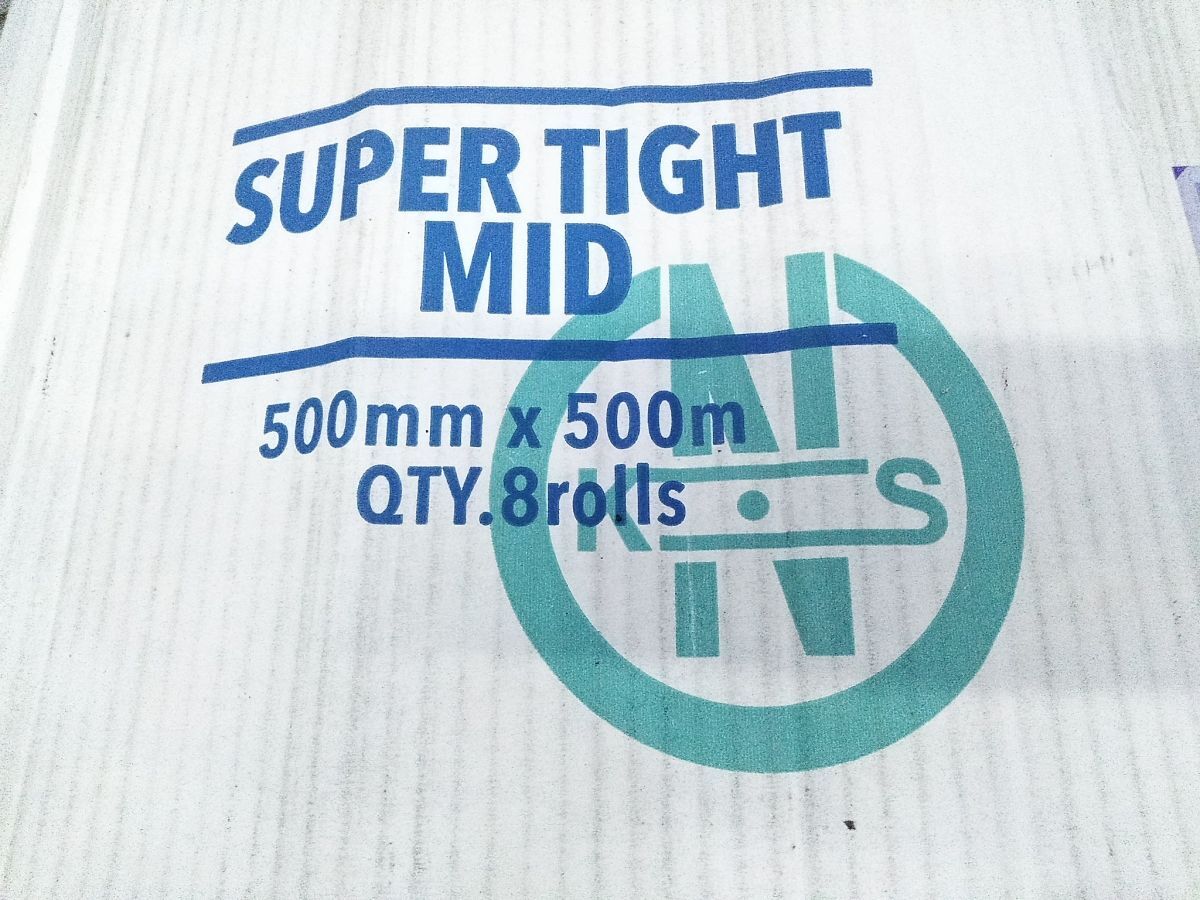 SUPER TIGHT
MID
500mm x 500m
QTY.8rolls
N
K S